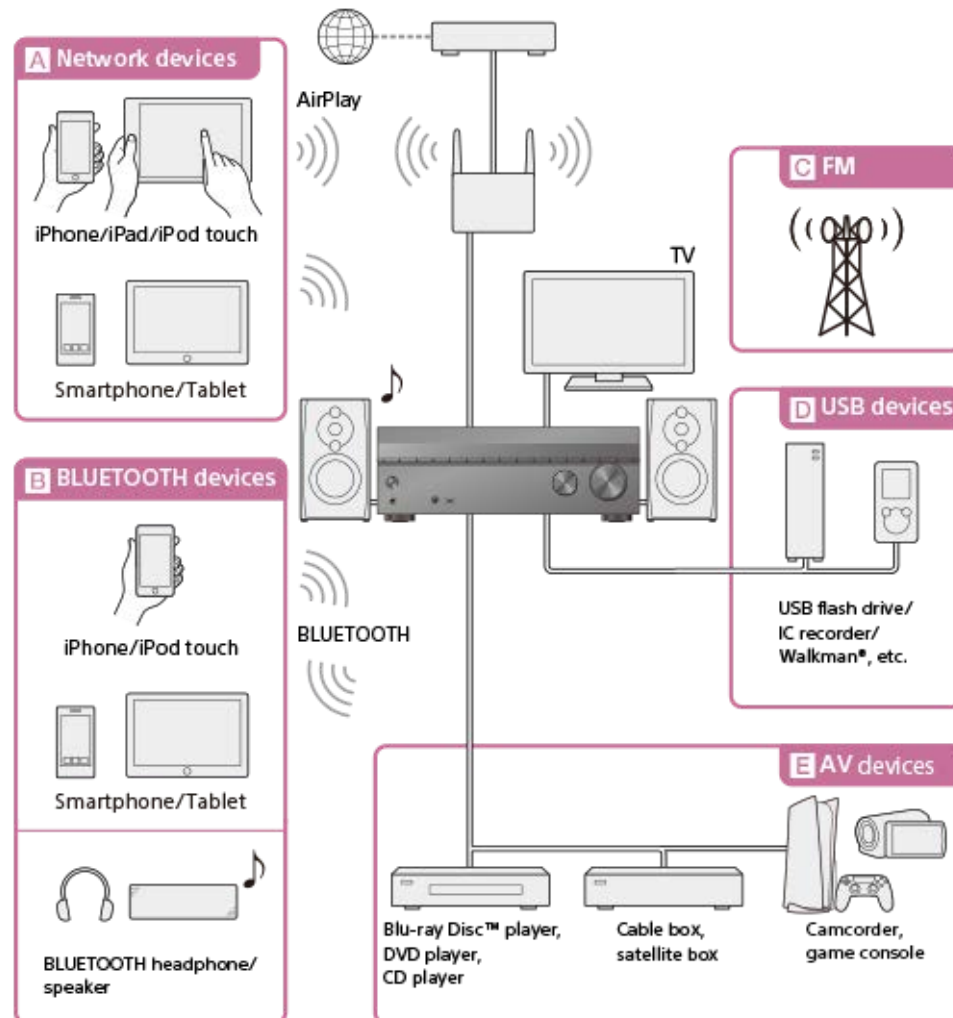 A Network devices
iPhone/iPad/iPod touch
Smartphone/Tablet
AirPlay
TV
B BLUETOOTH devices
iPhone/iPod touch
Smartphone/Tablet
BLUETOOTH headphone/
speaker
BLUETOOTH
C FM
D USB devices
USB flash drive/
IC recorder/
Walkman®, etc.
E AV devices
Blu-ray Disc™ player,
DVD player,
CD player
Cable box,
satellite box
Camcorder,
game console